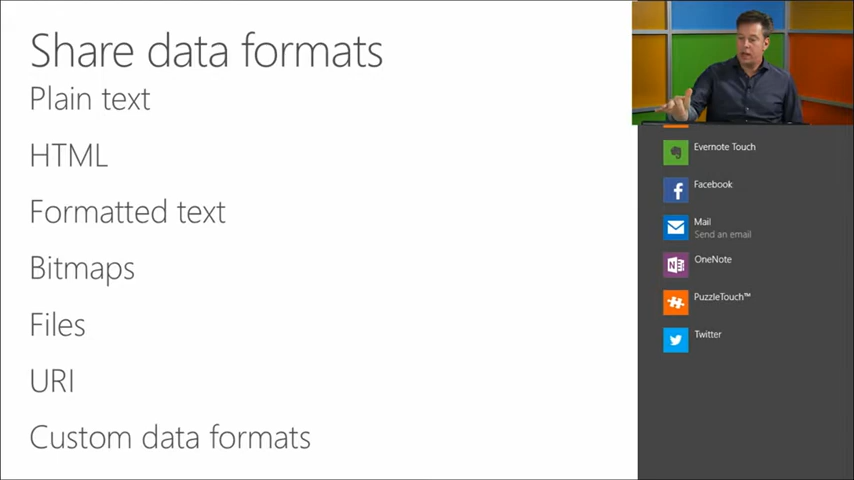 Share data formats
Plain text
HTML
Formatted text
Bitmaps
Files
URI
Custom data formats
Evernote Touch
Facebook
Mail
Send an email
OneNote
PuzzleTouch™
Twitter